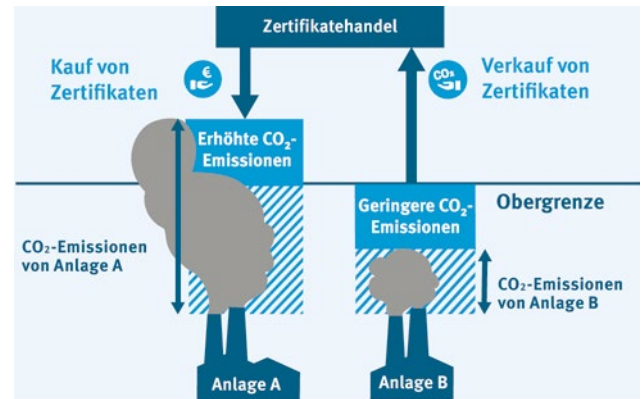 Zertifikatehandel
Kauf von
Zertifikaten
€
CO₂
Verkauf von
Zertifikaten
Erhöhte CO₂-
Emissionen
Geringere CO₂-
Emissionen
Obergrenze
CO₂-Emissionen
von Anlage A
CO₂-Emissionen
von Anlage B
Anlage A
Anlage B